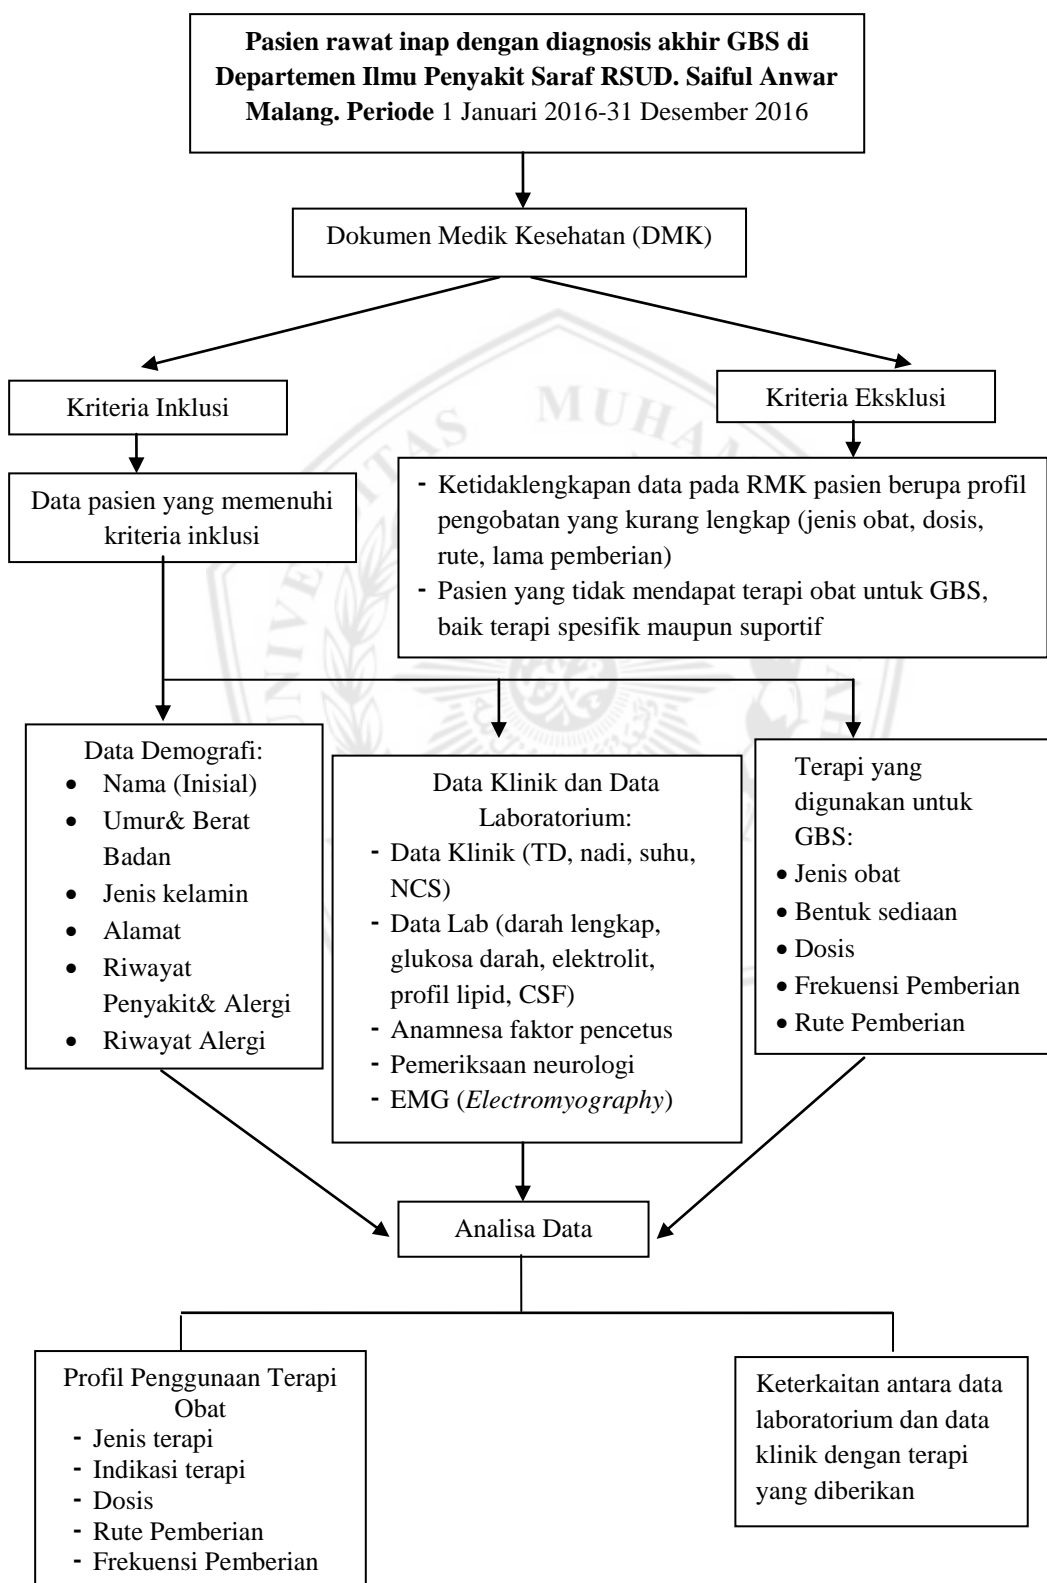 Pasien rawat inap dengan diagnosis akhir GBS di
Departemen Ilmu Penyakit Saraf RSUD. Saiful Anwar
Malang. Periode 1 Januari 2016-31 Desember 2016
Dokumen Medik Kesehatan (DMK)
Kriteria Inklusi
Kriteria Eksklusi
Data pasien yang memenuhi
kriteria inklusi
- Ketidaklengkapan data pada RMK pasien berupa profil
pengobatan yang kurang lengkap (jenis obat, dosis,
rute, lama pemberian)
- Pasien yang tidak mendapat terapi obat untuk GBS,
baik terapi spesifik maupun suportif
Data Demografi:
• Nama (Inisial)
• Umur& Berat
Badan
• Jenis kelamin
• Alamat
• Riwayat
Penyakit& Alergi
• Riwayat Alergi
Data Klinik dan Data
Laboratorium:
- Data Klinik (TD, nadi, suhu,
NCS)
- Data Lab (darah lengkap,
glukosa darah, elektrolit,
profil lipid, CSF)
- Anamnesa faktor pencetus
- Pemeriksaan neurologi
- EMG (Electromyography)
Terapi yang
digunakan untuk
GBS:
• Jenis obat
• Bentuk sediaan
• Dosis
• Frekuensi Pemberian
• Rute Pemberian
Analisa Data
Profil Penggunaan Terapi
Obat
- Jenis terapi
- Indikasi terapi
- Dosis
- Rute Pemberian
- Frekuensi Pemberian
Keterkaitan antara data
laboratorium dan data
klinik dengan terapi
yang diberikan